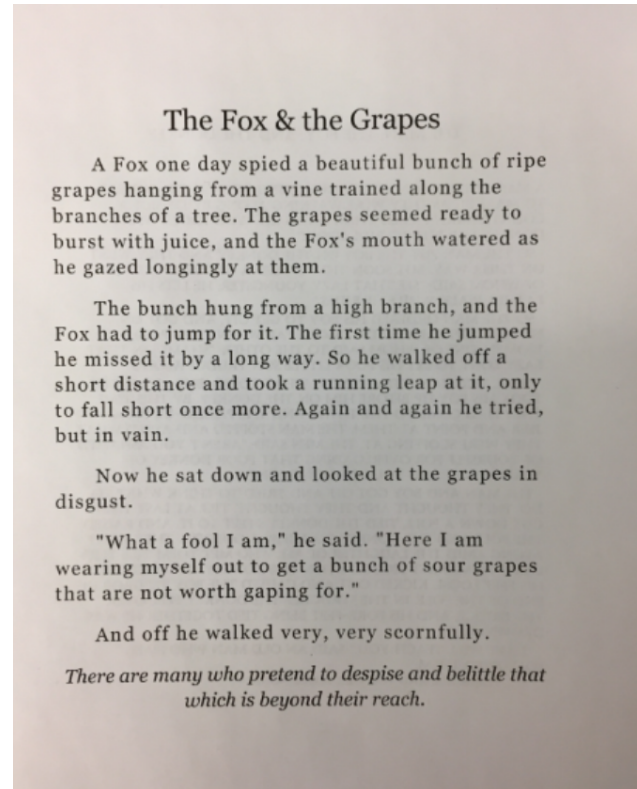 The Fox & the Grapes
A Fox one day spied a beautiful bunch of ripe
grapes hanging from a vine trained along the
branches of a tree. The grapes seemed ready to
burst with juice, and the Fox's mouth watered as
he gazed longingly at them.
The bunch hung from a high branch, and the
Fox had to jump for it. The first time he jumped
he missed it by a long way. So he walked off a
short distance and took a running leap at it, only
to fall short once more. Again and again he tried,
but in vain.
Now he sat down and looked at the grapes in
disgust.
"What a fool I am," he said. "Here I am
wearing myself out to get a bunch of sour grapes
that are not worth gaping for."
And off he walked very, very scornfully.
There are many who pretend to despise and belittle that
which is beyond their reach.